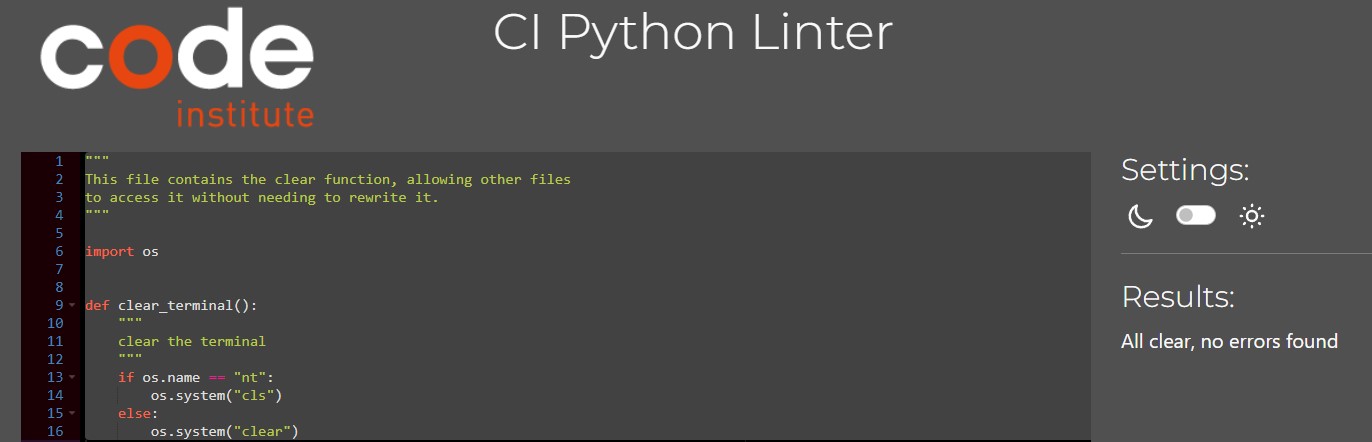 code
institute
CI Python Linter
1 """
2 This file contains the clear function, allowing other files
3 to access it without needing to rewrite it.
4 """
5
6 import os
7
8
9 def clear_terminal():
10     """
11     clear the terminal
12     """
13     if os.name == "nt":
14         os.system("cls")
15     else:
16         os.system("clear")
Settings:
Results:
All clear, no errors found